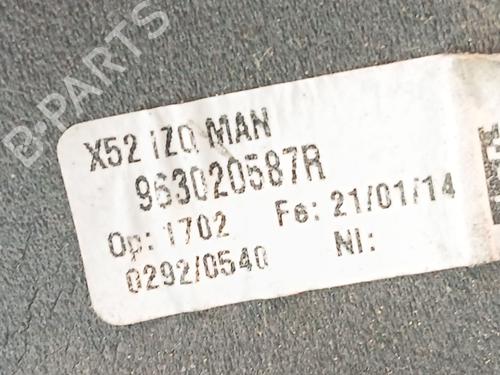 B-PARTS
X52 IZQ MAN
963020587R
Op: 1702 Fe: 21/01/14
0292/0540 NI: